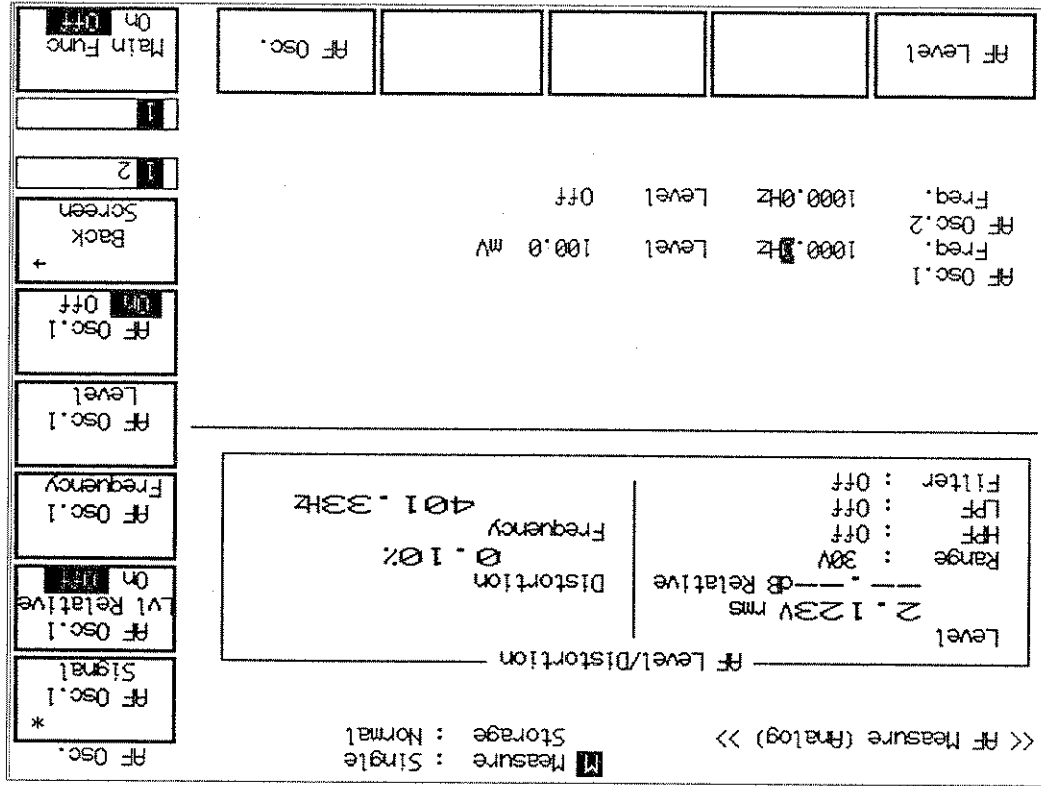 << AF Measure (Analog) >>
M Measure : Single
Storage : Normal
AF Level/Distortion
Level
2.123V rms
---.--dB Relative
Range : 30V
HPF : Off
LPF : Off
Filter : Off
Distortion
0.10%
Frequency
401.33Hz
AF Osc.1
Freq. 1000.0Hz Level 100.0 mV
AF Osc.2
Freq. 1000.0Hz Level Off
AF Level
AF Osc.
AF Osc.
*
AF Osc.1
Signal
AF Osc.1
Lvl Relative
On Off
AF Osc.1
Frequency
AF Osc.1
Level
AF Osc.1
On Off
→
Back
Screen
1 2
1
Main Func
On Off